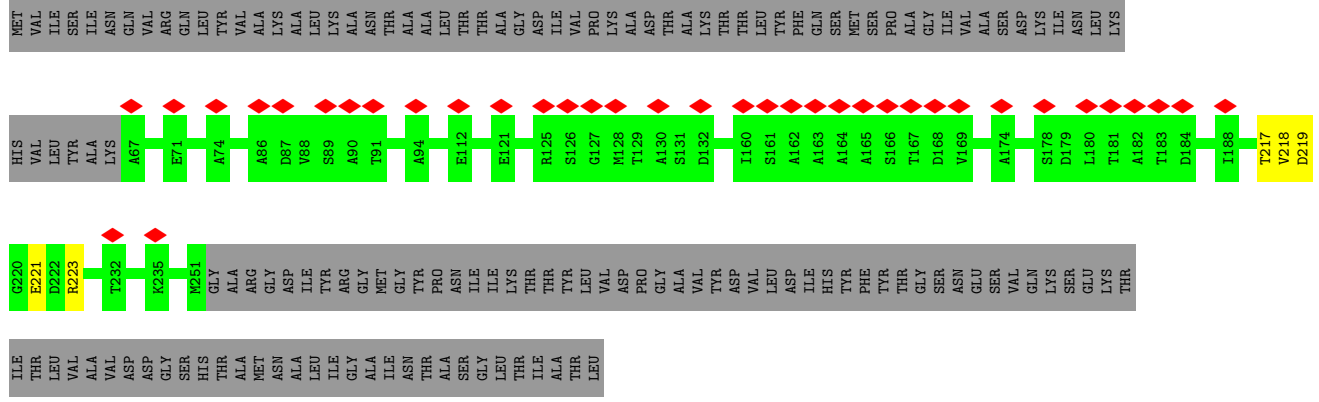 MET VAL ILE SER ILE ASN GLN VAL ARG GLN LEU TYR VAL ALA LYS ALA LEU LYS ALA ASN THR ALA ALA LEU THR THR ALA GLY ASP ILE VAL PRO LYS ALA ASP THR ALA LYS THR THR LEU TYR PHE GLN SER MET SER PRO ALA GLY ILE VAL ALA SER ASP LYS ILE ASN LEU LYS
HIS VAL LEU TYR ALA LYS A67 E71 A74 A86 D87 V88 S89 A90 T91 A94 E112 E121 R125 S126 G127 M128 T129 A130 S131 D132 I160 S161 A162 A163 A164 A165 S166 T167 D168 V169 A174 S178 D179 L180 T181 A182 T183 D184 I188 T217 V218 D219
G220 E221 D222 R223 T232 K235 M251 GLY ALA ARG GLY ASP ILE TYR ARG GLY MET GLY TYR PRO ASN ILE ILE LYS THR THR TYR LEU VAL ASP PRO GLY ALA VAL TYR ASP VAL LEU ASP ILE HIS TYR PHE TYR THR GLY SER ASN GLU SER VAL GLN LYS SER GLU LYS THR
ILE THR LEU VAL ALA VAL ASP ASP GLY SER HIS THR ALA MET ASN ALA LEU ILE GLY ALA ILE ASN THR ALA SER GLY LEU THR ILE ALA THR LEU